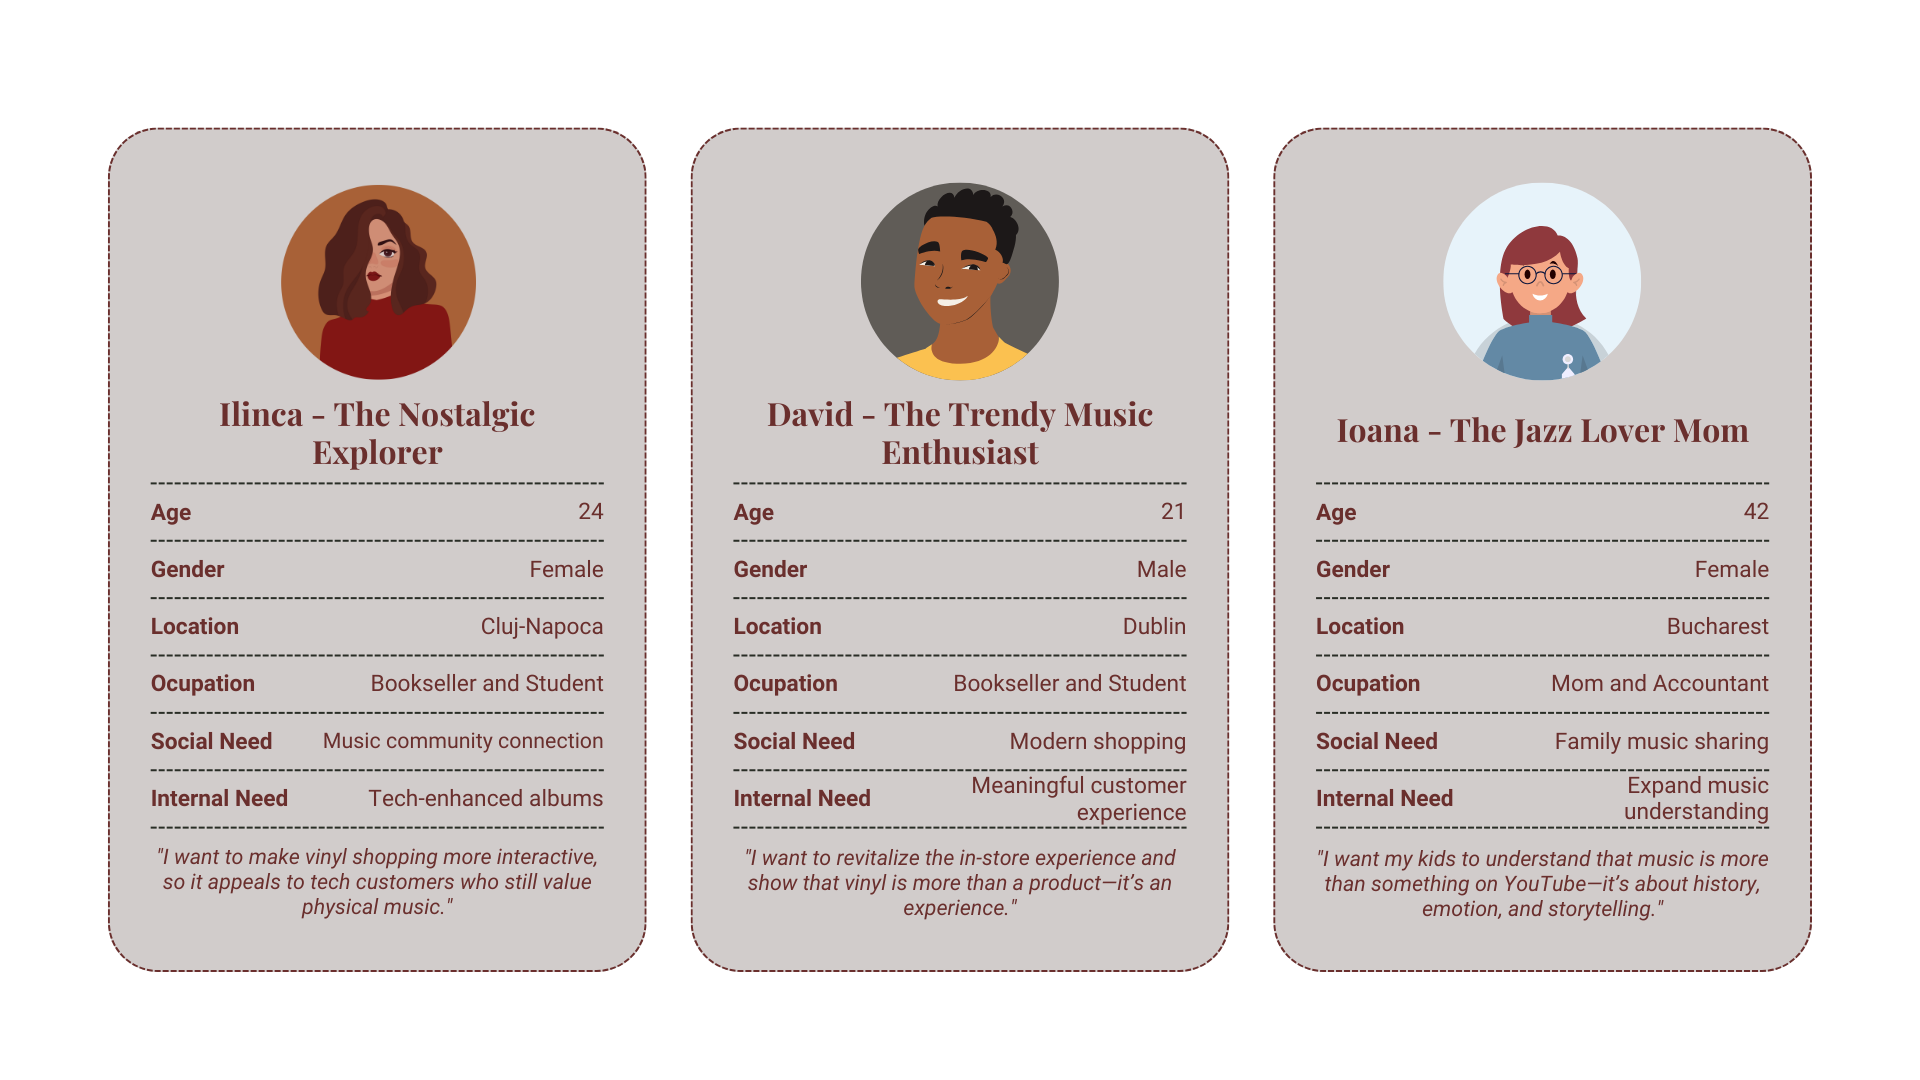 Ilinca - The Nostalgic
Explorer
Age 24
Gender Female
Location Cluj-Napoca
Ocupation Bookseller and Student
Social Need Music community connection
Internal Need Tech-enhanced albums
"I want to make vinyl shopping more interactive,
so it appeals to tech customers who still value
physical music."
David - The Trendy Music
Enthusiast
Age 21
Gender Male
Location Dublin
Ocupation Bookseller and Student
Social Need Modern shopping
Internal Need Meaningful customer
experience
"I want to revitalize the in-store experience and
show that vinyl is more than a product—it’s an
experience."
Ioana - The Jazz Lover Mom
Age 42
Gender Female
Location Bucharest
Ocupation Mom and Accountant
Social Need Family music sharing
Internal Need Expand music
understanding
"I want my kids to understand that music is more
than something on YouTube—it’s about history,
emotion, and storytelling."